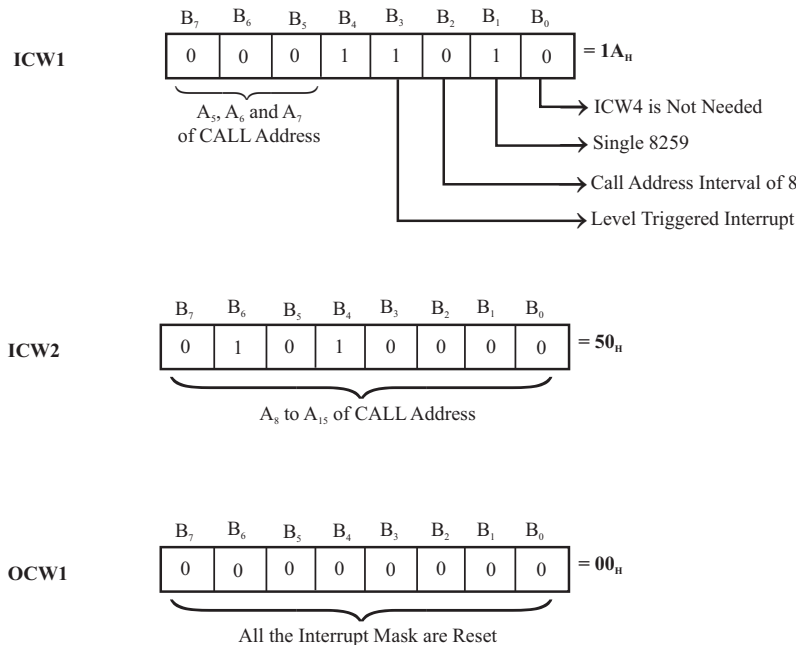 B₇ B₆ B₅ B₄ B₃ B₂ B₁ B₀
ICW1 0 0 0 1 1 0 1 0 = 1A_H
A₅, A₆ and A₇
of CALL Address
ICW4 is Not Needed
Single 8259
Call Address Interval of 8
Level Triggered Interrupt
B₇ B₆ B₅ B₄ B₃ B₂ B₁ B₀
ICW2 0 1 0 1 0 0 0 0 = 50_H
A₈ to A₁₅ of CALL Address
B₇ B₆ B₅ B₄ B₃ B₂ B₁ B₀
OCW1 0 0 0 0 0 0 0 0 = 00_H
All the Interrupt Mask are Reset